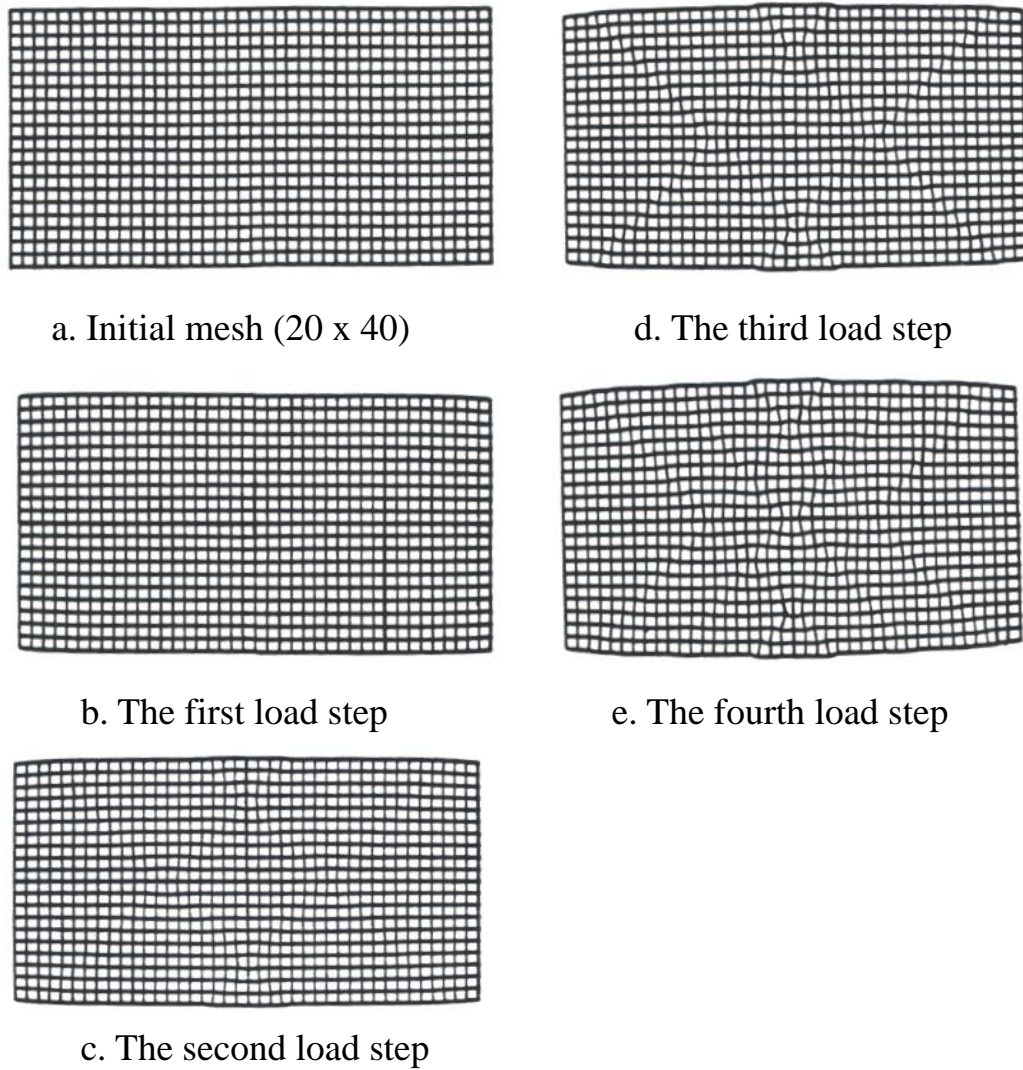 a. Initial mesh (20 x 40)
d. The third load step
b. The first load step
e. The fourth load step
c. The second load step